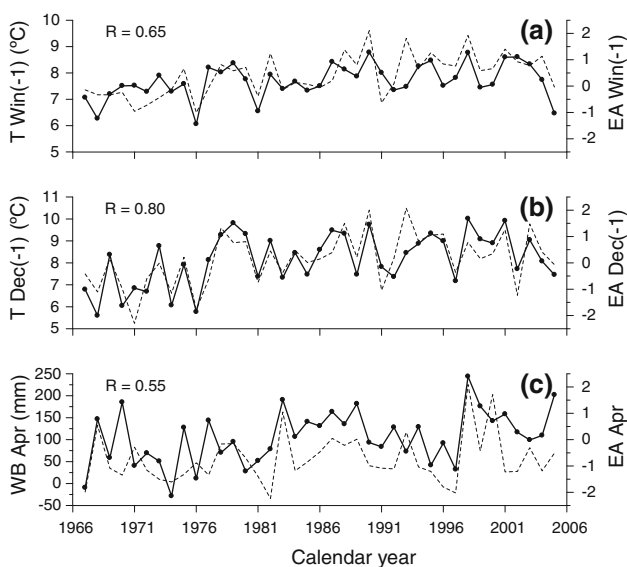 (a)
R = 0.65
T Win(-1) (ºC)
10
9
8
7
6
5
EA Win(-1)
2
1
0
-1
-2
(b)
R = 0.80
T Dec(-1) (ºC)
11
10
9
8
7
6
5
EA Dec(-1)
2
1
0
-1
-2
(c)
R = 0.55
WB Apr (mm)
250
200
150
100
50
0
-50
EA Apr
2
1
0
-1
-2
1966 1971 1976 1981 1986 1991 1996 2001 2006
Calendar year